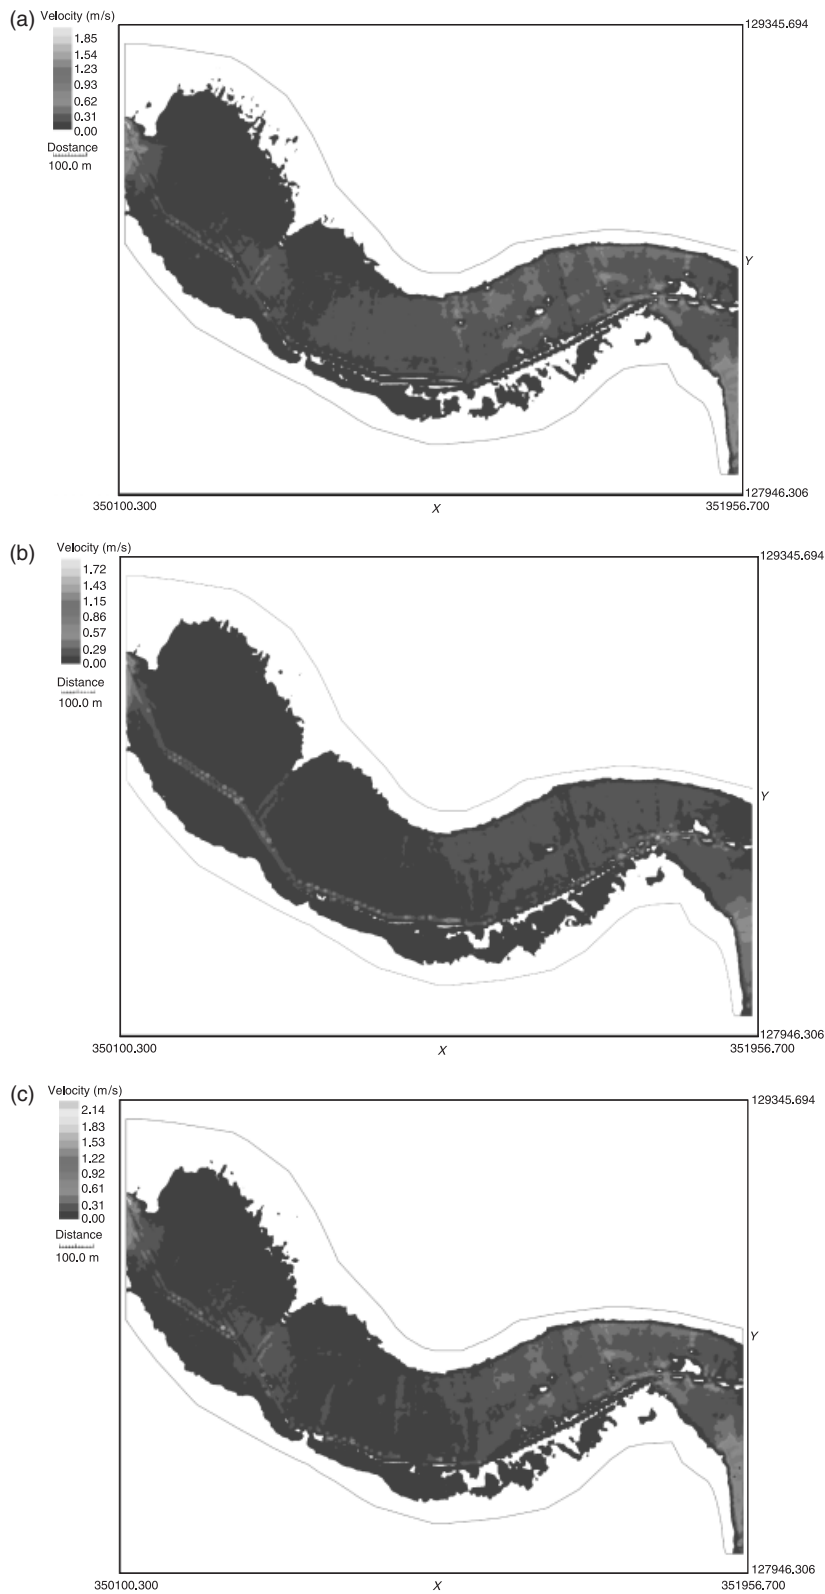 (a)
Velocity (m/s)
1.85
1.54
1.23
0.93
0.62
0.31
0.00
Dostance
100.0 m
129345.694
Y
127946.306
350100.300
X
351956.700
(b)
Velocity (m/s)
1.72
1.43
1.15
0.86
0.57
0.29
0.00
Distance
100.0 m
129345.694
Y
127946.306
350100.300
X
351956.700
(c)
Velocity (m/s)
2.14
1.83
1.53
1.22
0.92
0.61
0.31
0.00
Distance
100.0 m
129345.694
Y
127946.306
350100.300
X
351956.700